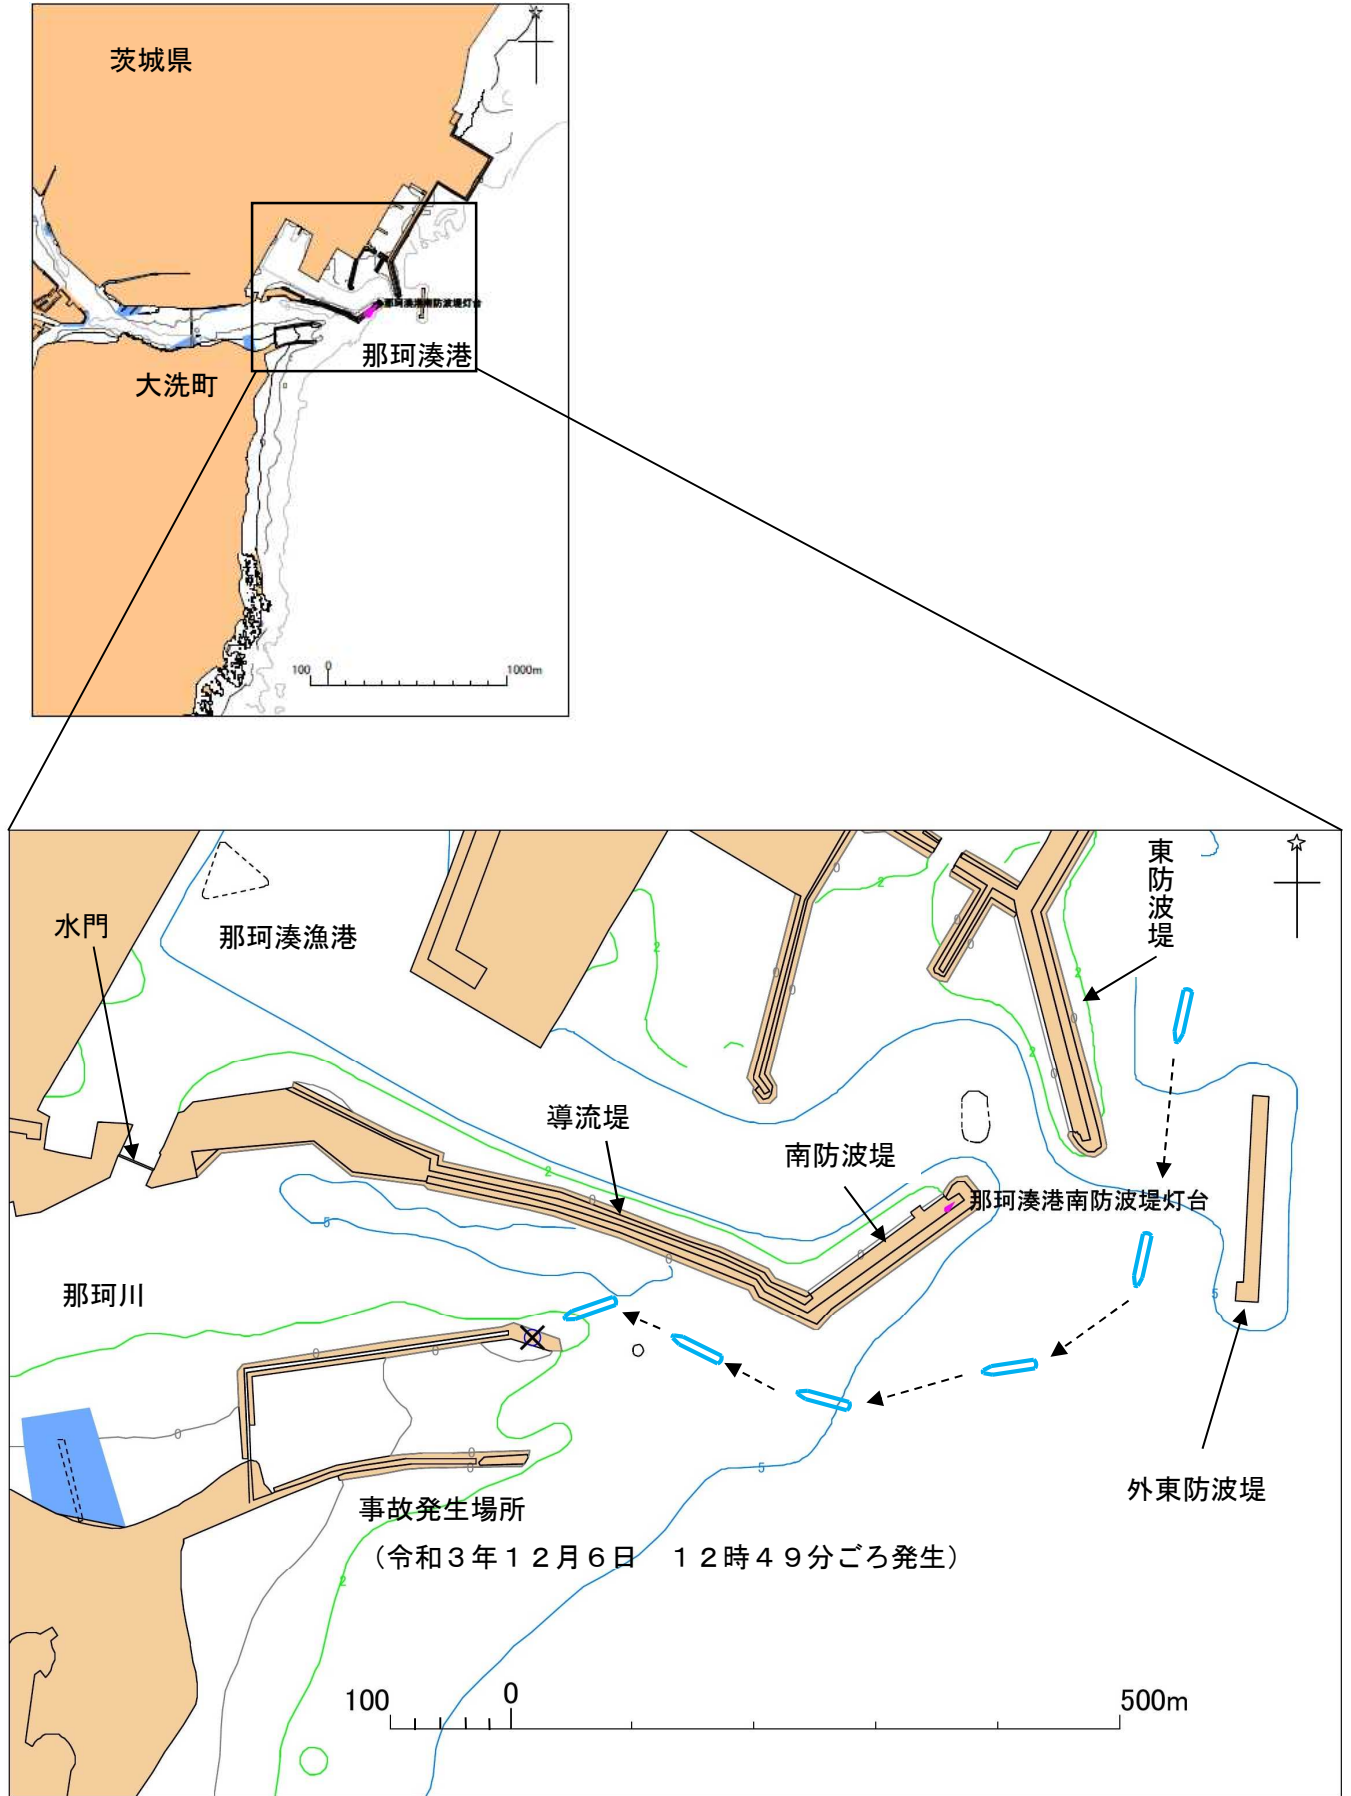 茨城県
那珂湊港南防波堤灯台
那珂湊港
大洗町
100 0 1000m
東防波堤
水門
那珂湊漁港
導流堤
南防波堤
那珂湊港南防波堤灯台
那珂川
外東防波堤
事故発生場所
（令和３年１２月６日　１２時４９分ごろ発生）
100 0 500m